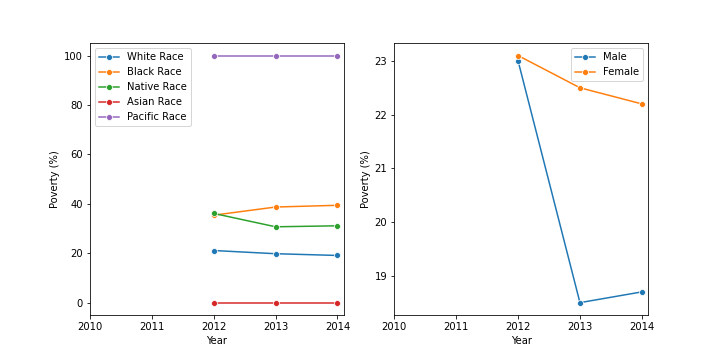 White Race
Black Race
Native Race
Asian Race
Pacific Race
100
80
60
40
20
0
Poverty (%)
2010 2011 2012 2013 2014
Year
Male
Female
23
22
21
20
19
Poverty (%)
2010 2011 2012 2013 2014
Year